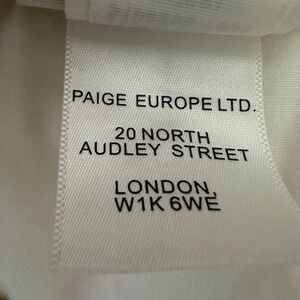 PAIGE EUROPE LTD.
20 NORTH
AUDLEY STREET
LONDON,
W1K 6WE